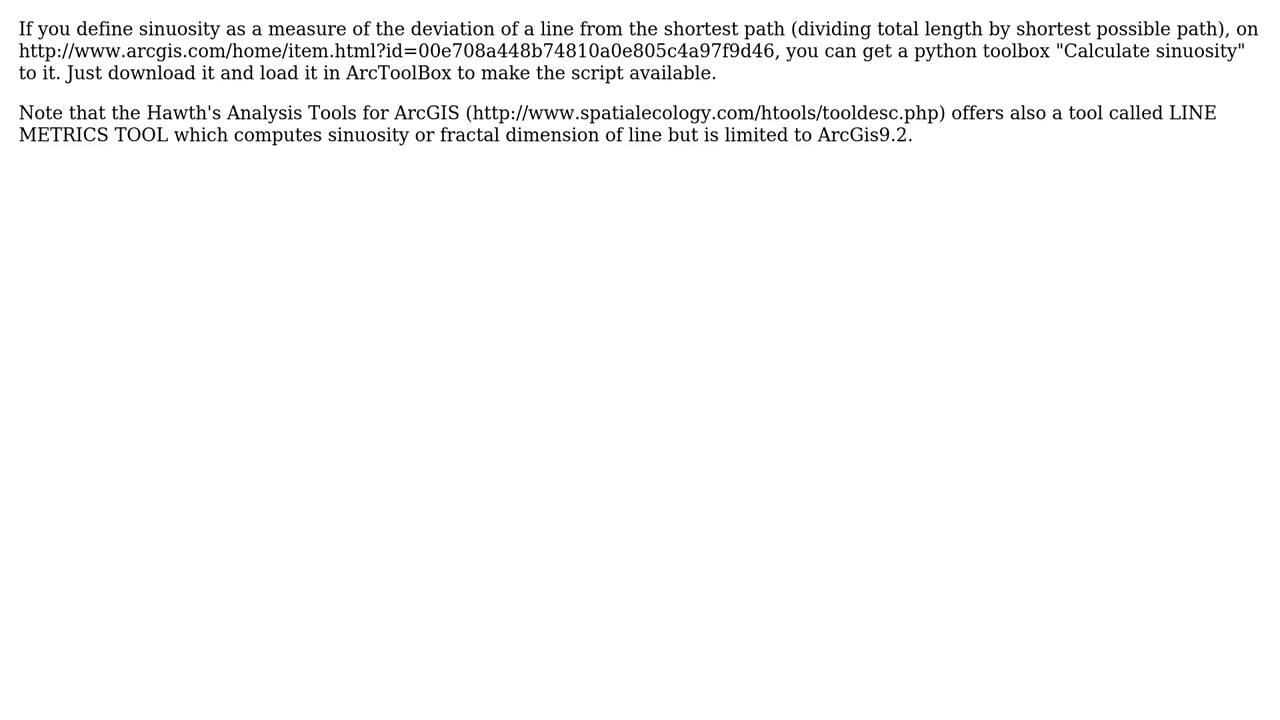 If you define sinuosity as a measure of the deviation of a line from the shortest path (dividing total length by shortest possible path), on
http://www.arcgis.com/home/item.html?id=00e708a448b74810a0e805c4a97f9d46, you can get a python toolbox "Calculate sinuosity"
to it. Just download it and load it in ArcToolBox to make the script available.
Note that the Hawth's Analysis Tools for ArcGIS (http://www.spatialecology.com/htools/tooldesc.php) offers also a tool called LINE
METRICS TOOL which computes sinuosity or fractal dimension of line but is limited to ArcGis9.2.